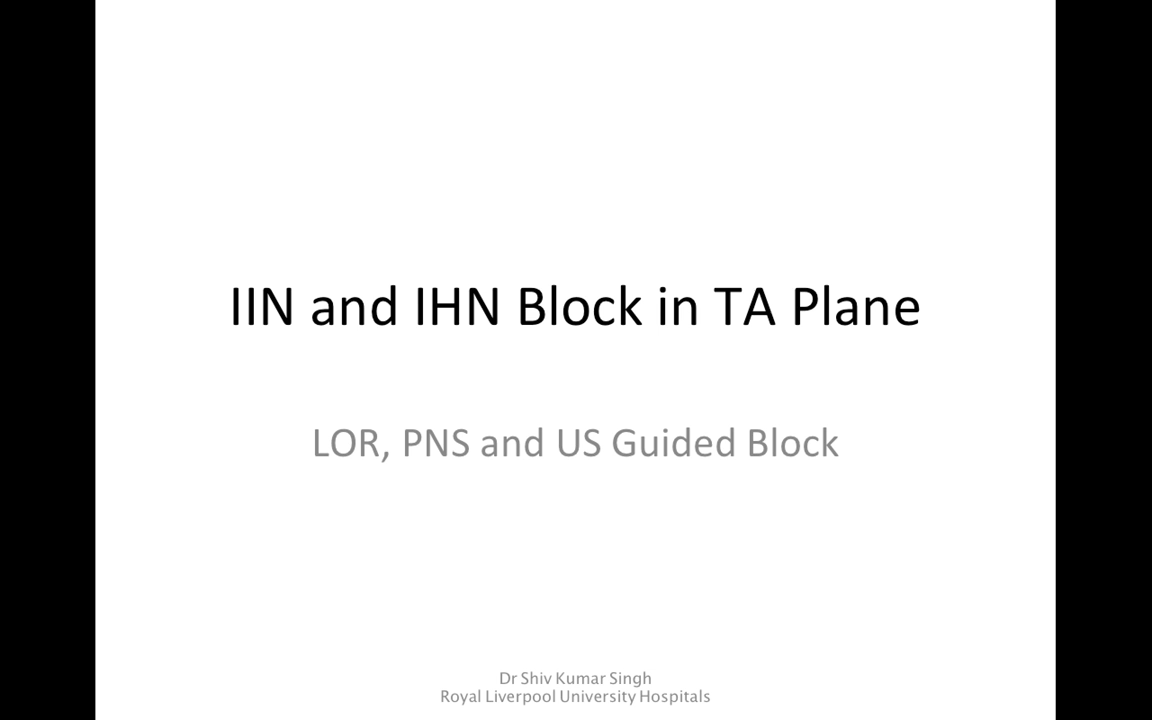 IIN and IHN Block in TA Plane
LOR, PNS and US Guided Block
Dr Shiv Kumar Singh
Royal Liverpool University Hospitals